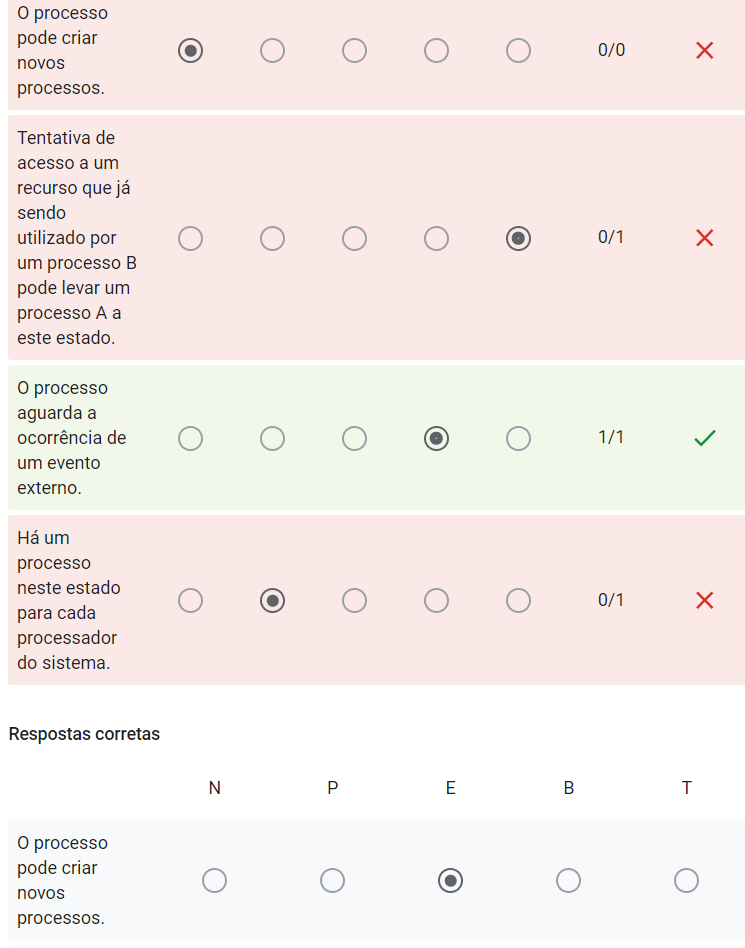 O processo
pode criar
novos
processos.
0/0
Tentativa de
acesso a um
recurso que já
sendo
utilizado por
um processo B
pode levar um
processo A a
este estado.
0/1
O processo
aguarda a
ocorrência de
um evento
externo.
1/1
Há um
processo
neste estado
para cada
processador
do sistema.
0/1
Respostas corretas
N P E B T
O processo
pode criar
novos
processos.